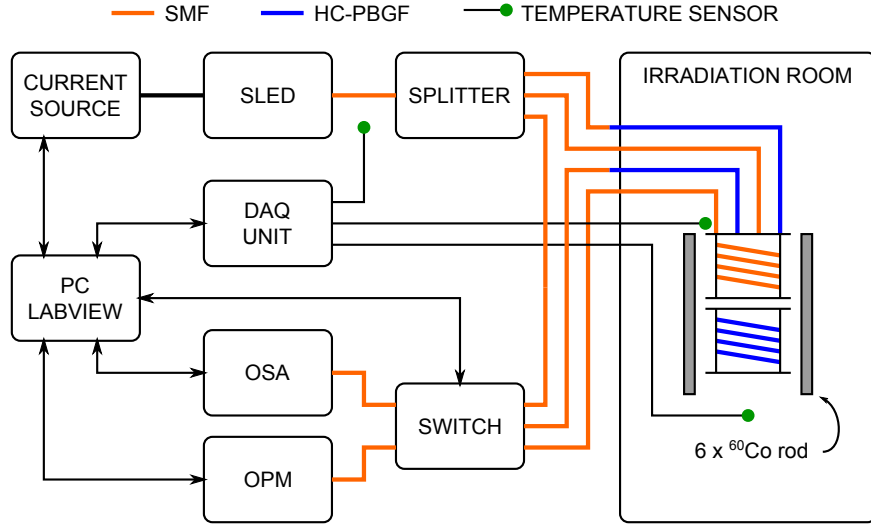 SMF
HC-PBGF
TEMPERATURE SENSOR
CURRENT
SOURCE
SLED
SPLITTER
IRRADIATION ROOM
DAQ
UNIT
PC
LABVIEW
OSA
SWITCH
OPM
6 x ⁶⁰Co rod